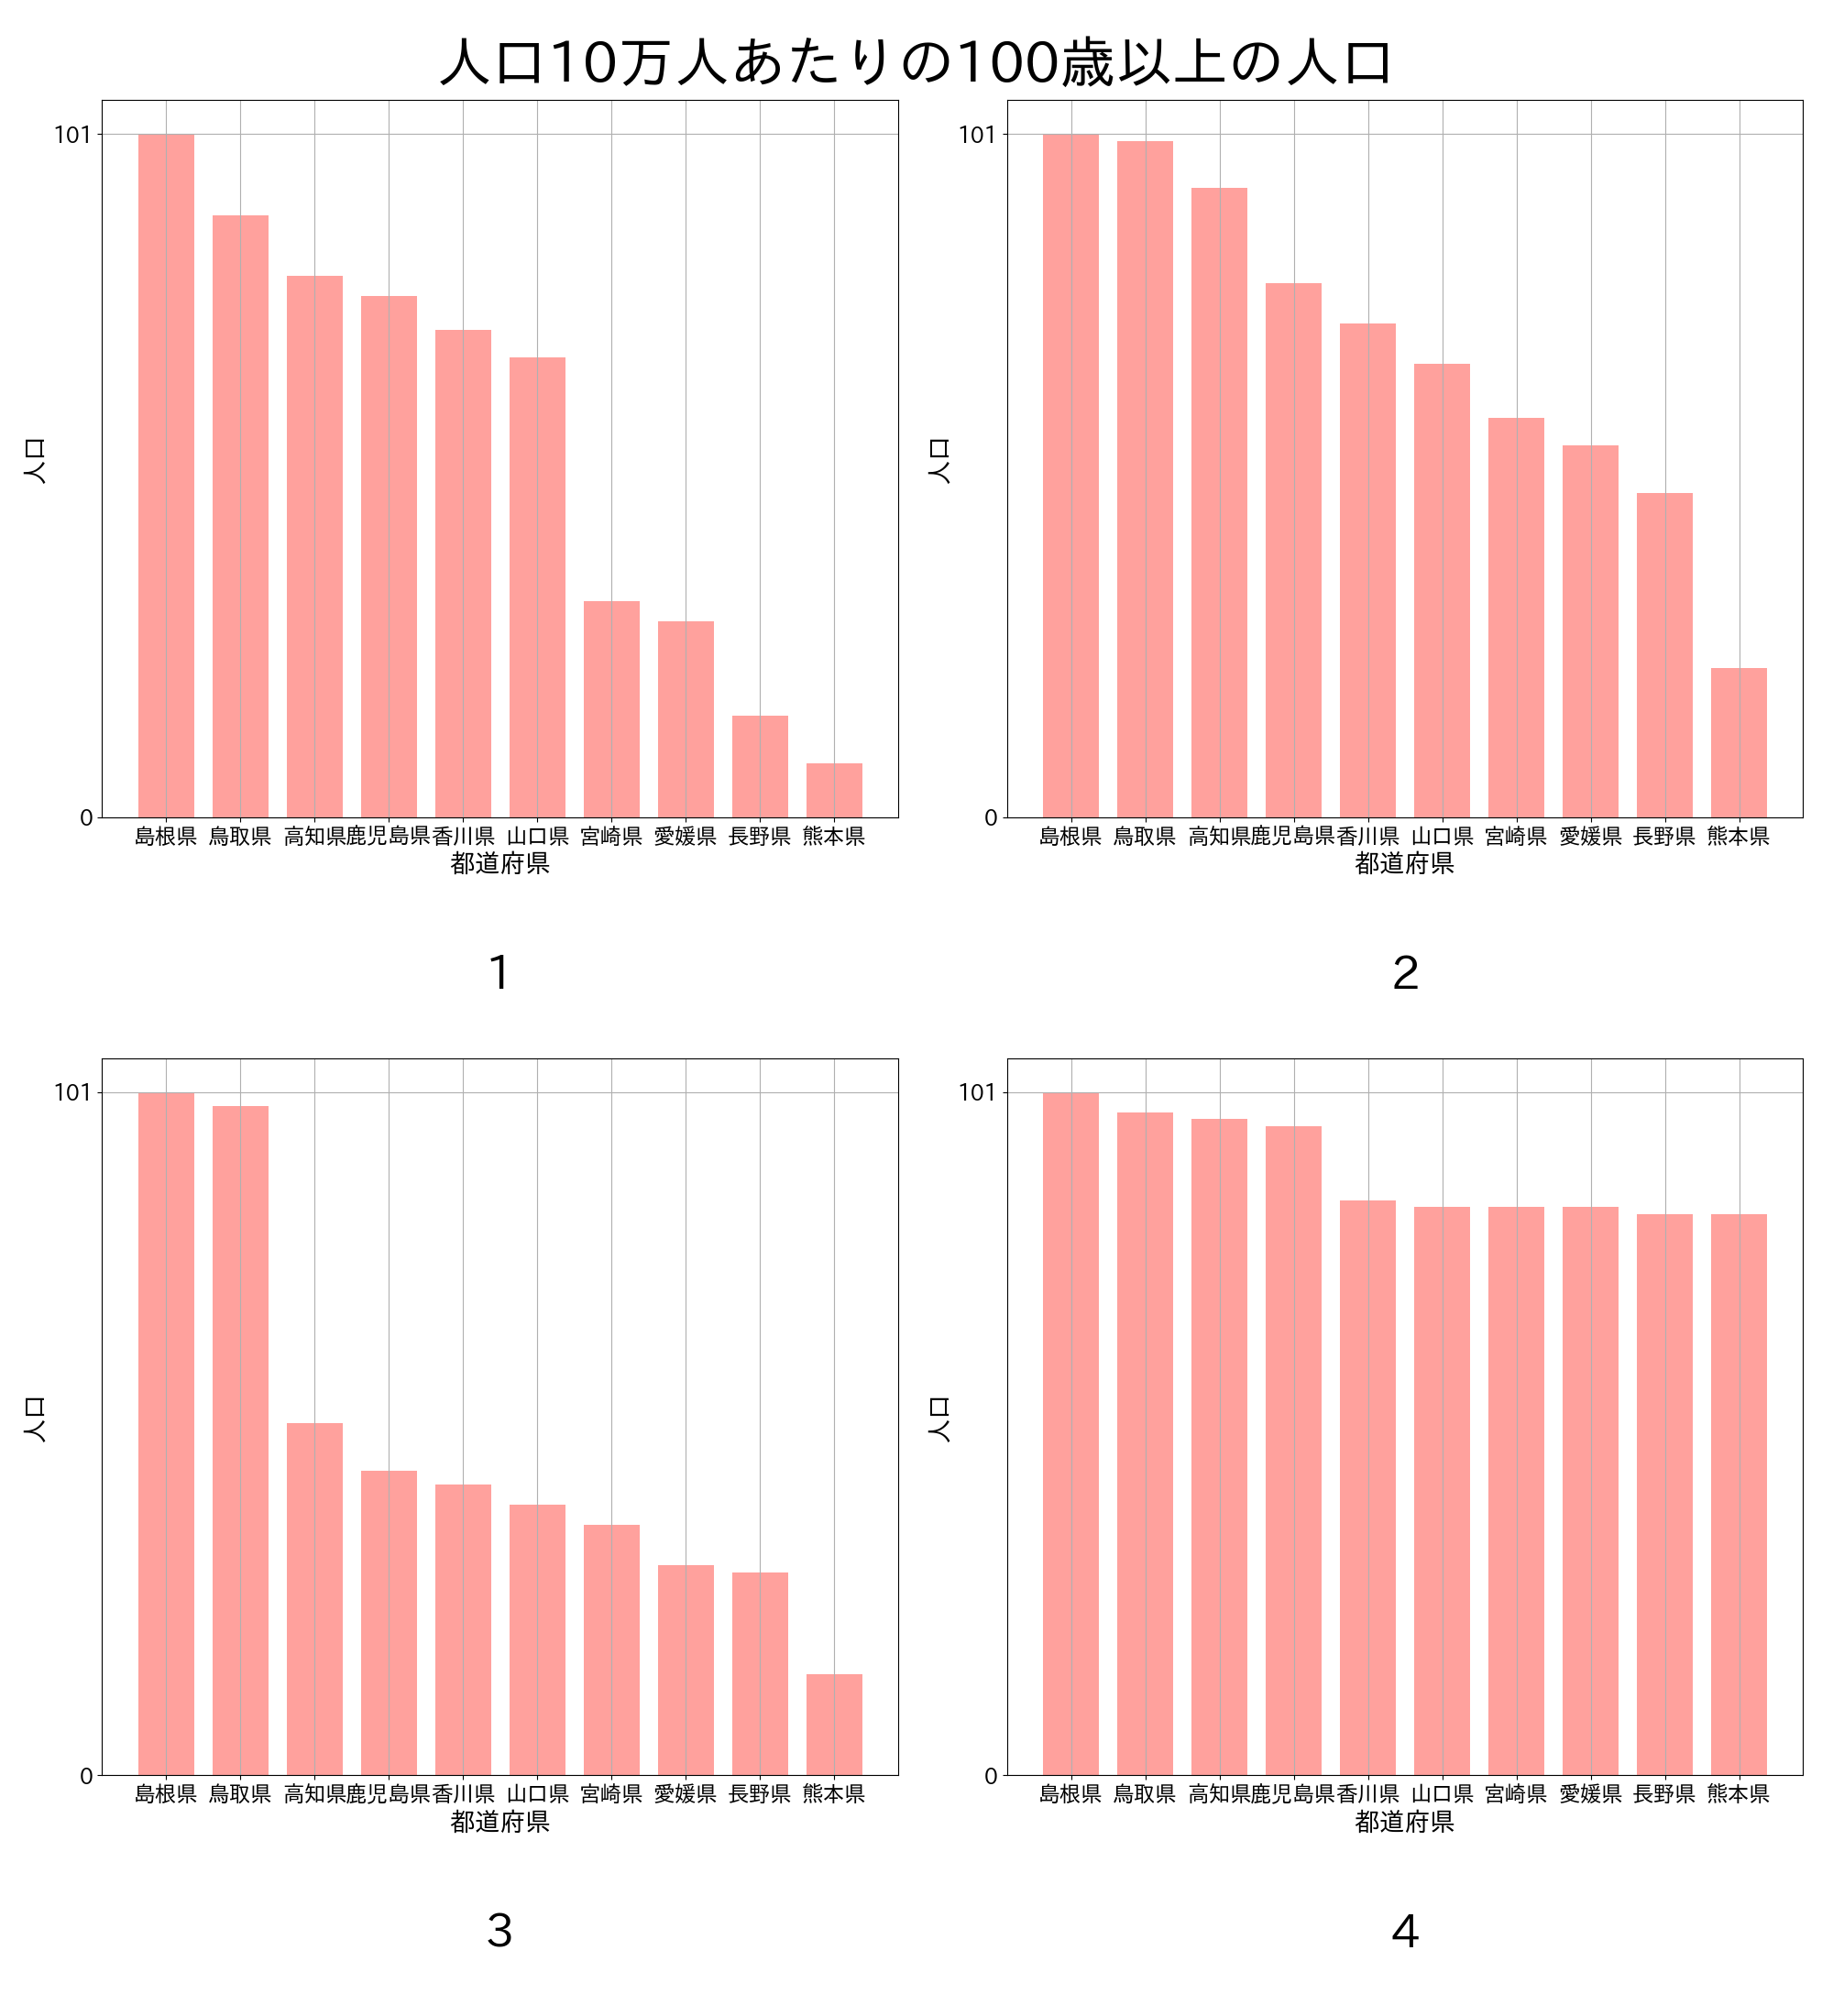 人口10万人あたりの100歳以上の人口
101
人口
0
島根県 鳥取県 高知県 鹿児島県 香川県 山口県 宮崎県 愛媛県 長野県 熊本県
都道府県
1
101
人口
0
島根県 鳥取県 高知県 鹿児島県 香川県 山口県 宮崎県 愛媛県 長野県 熊本県
都道府県
2
101
人口
0
島根県 鳥取県 高知県 鹿児島県 香川県 山口県 宮崎県 愛媛県 長野県 熊本県
都道府県
3
101
人口
0
島根県 鳥取県 高知県 鹿児島県 香川県 山口県 宮崎県 愛媛県 長野県 熊本県
都道府県
4